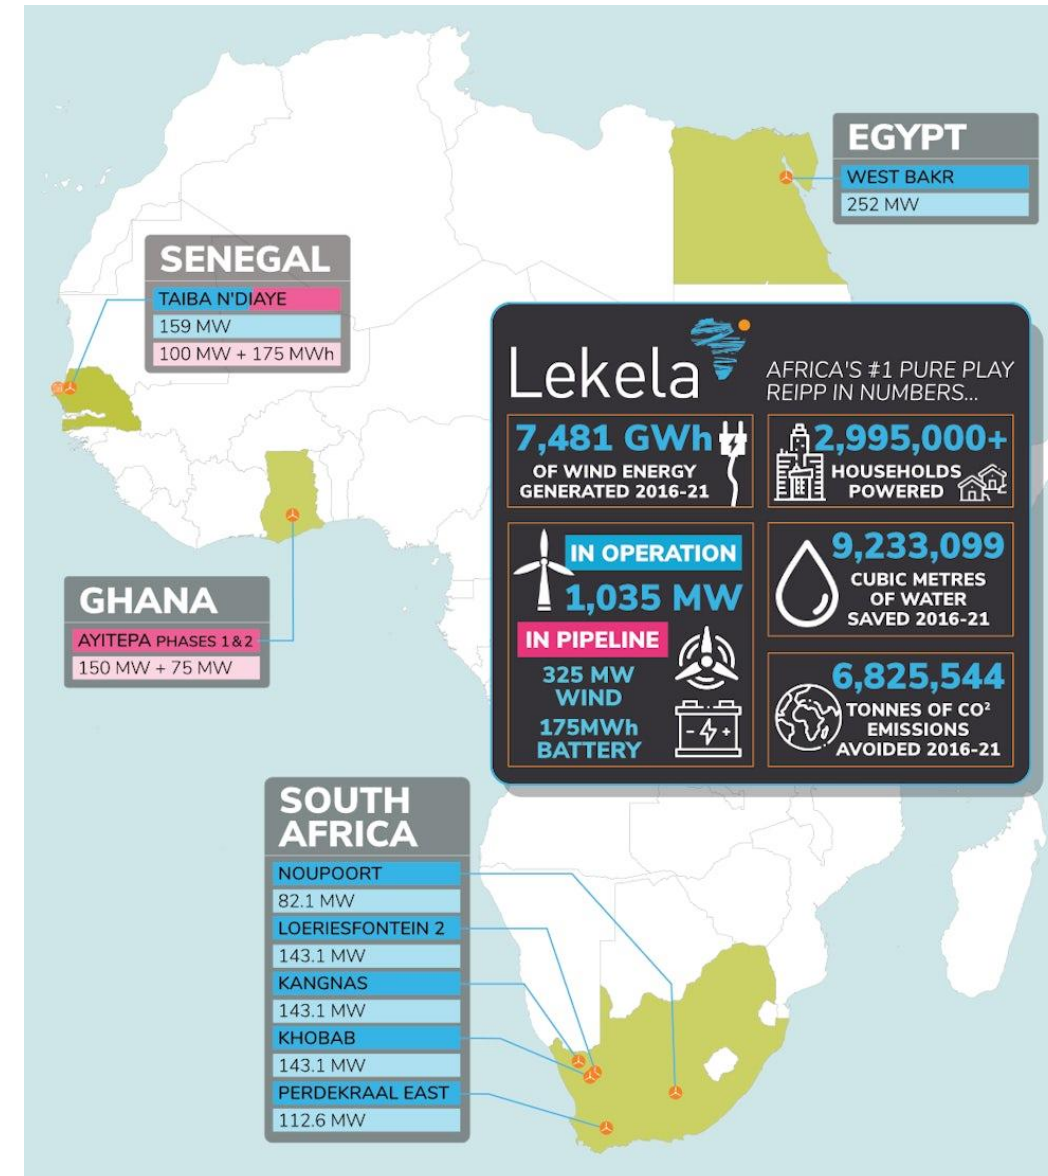 EGYPT
WEST BAKR
252 MW
SENEGAL
TAIBA N'DIAYE
159 MW
100 MW + 175 MWh
GHANA
AYITEPA PHASES 1 & 2
150 MW + 75 MW
Lekela
AFRICA'S #1 PURE PLAY
REIPP IN NUMBERS...
7,481 GWh
OF WIND ENERGY
GENERATED 2016-21
2,995,000+
HOUSEHOLDS
POWERED
IN OPERATION
1,035 MW
IN PIPELINE
325 MW
WIND
175MWh
BATTERY
9,233,099
CUBIC METRES
OF WATER
SAVED 2016-21
6,825,544
TONNES OF CO²
EMISSIONS
AVOIDED 2016-21
SOUTH
AFRICA
NOUPOORT
82.1 MW
LOERIESFONTEIN 2
143.1 MW
KANGNAS
143.1 MW
KHOBAB
143.1 MW
PERDEKRAAL EAST
112.6 MW